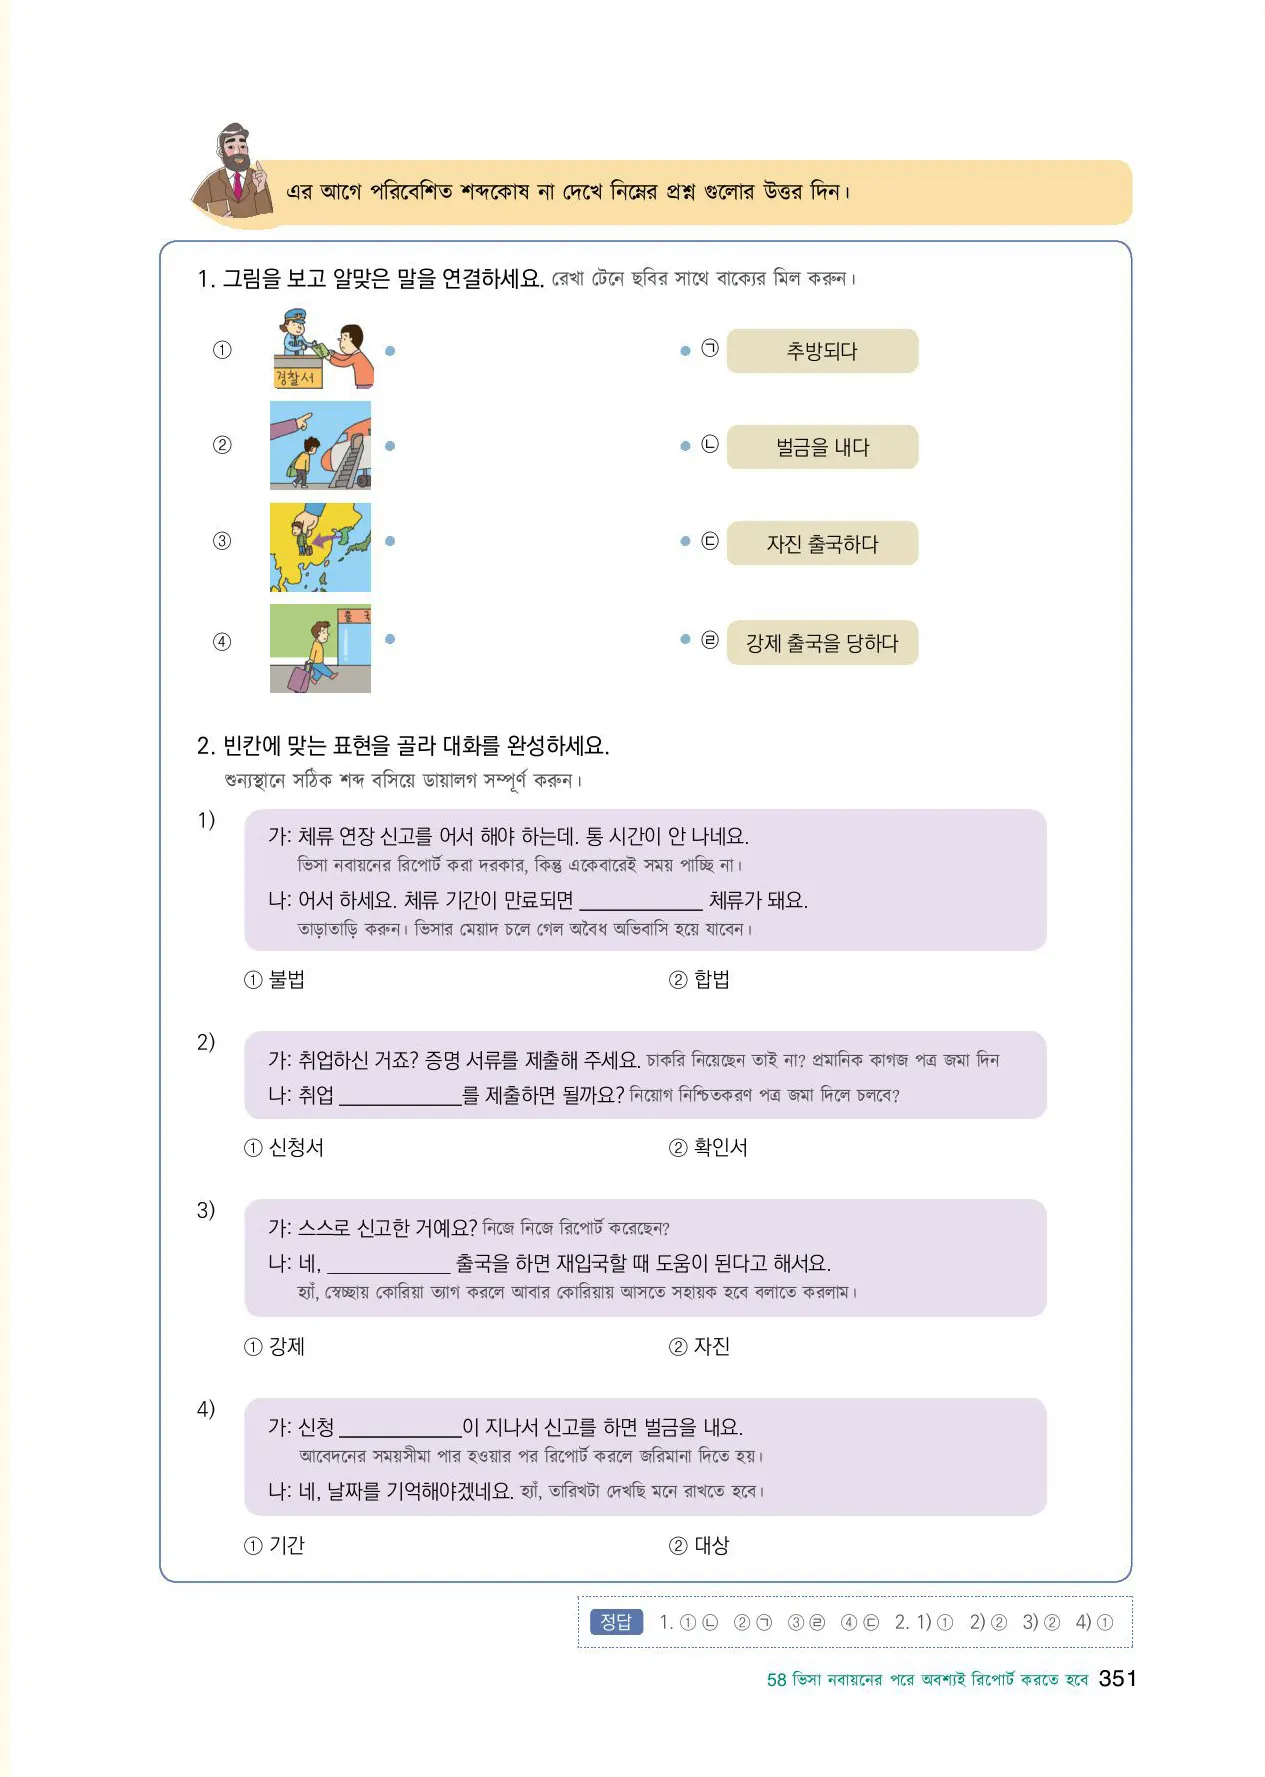 এর আগে পরিবেশিত শব্দকোষ না দেখে নিম্নের প্রশ্ন গুলোর উত্তর দিন।
1. 그림을 보고 알맞은 말을 연결하세요. রেখা টেনে ছবির সাথে বাক্যের মিল করুন।
① 경찰서 ㉠ 추방되다
② ㉡ 벌금을 내다
③ ㉢ 자진 출국하다
④ 출국 ㉣ 강제 출국을 당하다
2. 빈칸에 맞는 표현을 골라 대화를 완성하세요.
শুন্যস্থানে সঠিক শব্দ বসিয়ে ডায়ালগ সম্পূর্ণ করুন।
1)
가: 체류 연장 신고를 어서 해야 하는데. 통 시간이 안 나네요.
ভিসা নবায়নের রিপোর্ট করা দরকার, কিন্তু একেবারেই সময় পাচ্ছি না।
나: 어서 하세요. 체류 기간이 만료되면 ____________ 체류가 돼요.
তাড়াতাড়ি করুন। ভিসার মেয়াদ চলে গেল অবৈধ অভিবাসি হয়ে যাবেন।
① 불법 ② 합법
2)
가: 취업하신 거죠? 증명 서류를 제출해 주세요. চাকরি নিয়েছেন তাই না? প্রমানিক কাগজ পত্র জমা দিন
나: 취업 ____________를 제출하면 될까요? নিয়োগ নিশ্চিতকরণ পত্র জমা দিলে চলবে?
① 신청서 ② 확인서
3)
가: 스스로 신고한 거예요? নিজে নিজে রিপোর্ট করেছেন?
나: 네, ____________ 출국을 하면 재입국할 때 도움이 된다고 해서요.
হ্যাঁ, স্বেচ্ছায় কোরিয়া ত্যাগ করলে আবার কোরিয়ায় আসতে সহায়ক হবে বলাতে করলাম।
① 강제 ② 자진
4)
가: 신청 ____________이 지나서 신고를 하면 벌금을 내요.
আবেদনের সময়সীমা পার হওয়ার পর রিপোর্ট করলে জরিমানা দিতে হয়।
나: 네, 날짜를 기억해야겠네요. হ্যাঁ, তারিখটা দেখছি মনে রাখতে হবে।
① 기간 ② 대상
정답 1. ①㉡ ②㉠ ③㉣ ④㉢ 2. 1)① 2)② 3)② 4)①
58 ভিসা নবায়নের পরে অবশ্যই রিপোর্ট করতে হবে 351